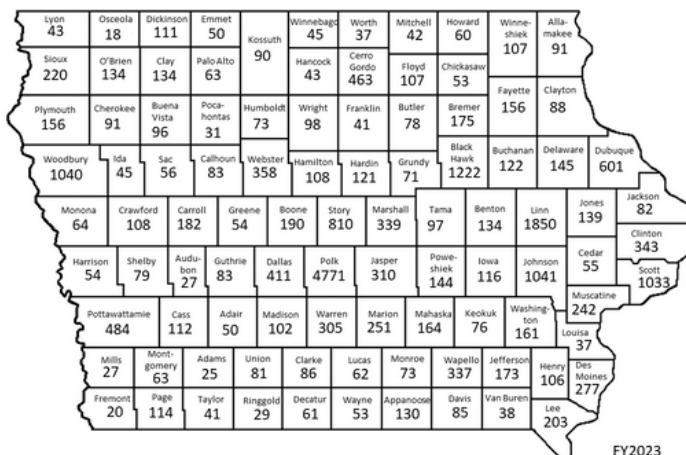 Lyon
43
Osceola
18
Dickinson
111
Emmet
50
Kossuth
90
Winnebago
45
Worth
37
Mitchell
42
Howard
60
Winne-
shiek
107
Alla-
makee
91
Sioux
220
O'Brien
134
Clay
134
Palo Alto
63
Hancock
43
Cerro
Gordo
463
Floyd
107
Chickasaw
53
Fayette
156
Clayton
88
Plymouth
156
Cherokee
91
Buena
Vista
96
Poca-
hontas
31
Humboldt
73
Wright
98
Franklin
41
Butler
78
Bremer
175
Woodbury
1040
Ida
45
Sac
56
Calhoun
83
Webster
358
Hamilton
108
Hardin
121
Grundy
71
Black
Hawk
1222
Buchanan
122
Delaware
145
Dubuque
601
Monona
64
Crawford
108
Carroll
182
Greene
54
Boone
190
Story
810
Marshall
339
Tama
97
Benton
134
Linn
1850
Jones
139
Jackson
82
Clinton
343
Harrison
54
Shelby
79
Audu-
bon
27
Guthrie
83
Dallas
411
Polk
4771
Jasper
310
Powe-
shiek
144
Iowa
116
Johnson
1041
Cedar
55
Scott
1033
Muscatine
242
Pottawattamie
484
Cass
112
Adair
50
Madison
102
Warren
305
Marion
251
Mahaska
164
Keokuk
76
Washing-
ton
161
Louisa
37
Mills
27
Mont-
gomery
63
Adams
25
Union
81
Clarke
86
Lucas
62
Monroe
73
Wapello
337
Jefferson
173
Henry
106
Des
Moines
277
Fremont
20
Page
114
Taylor
41
Ringgold
29
Decatur
61
Wayne
53
Appanoose
130
Davis
85
Van Buren
38
Lee
203
FY2023